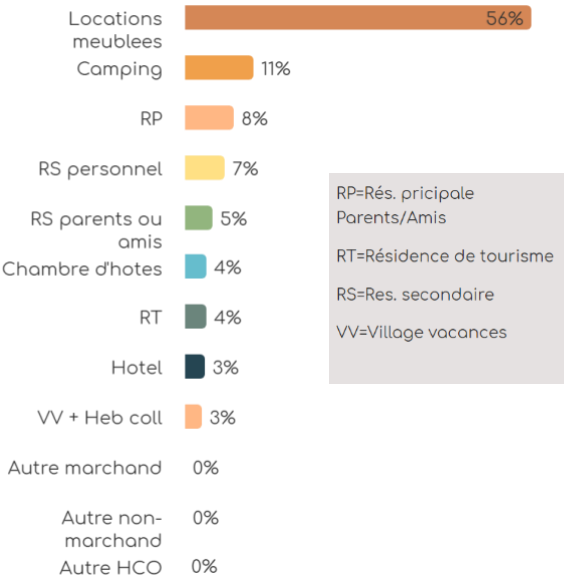 Locations
meublees
56%
Camping
11%
RP
8%
RS personnel
7%
RS parents ou
amis
5%
Chambre d'hotes
4%
RT
4%
Hotel
3%
VV + Heb coll
3%
Autre marchand
0%
Autre non-
marchand
0%
Autre HCO
0%
RP=Rés. pricipale
Parents/Amis
RT=Résidence de tourisme
RS=Res. secondaire
VV=Village vacances